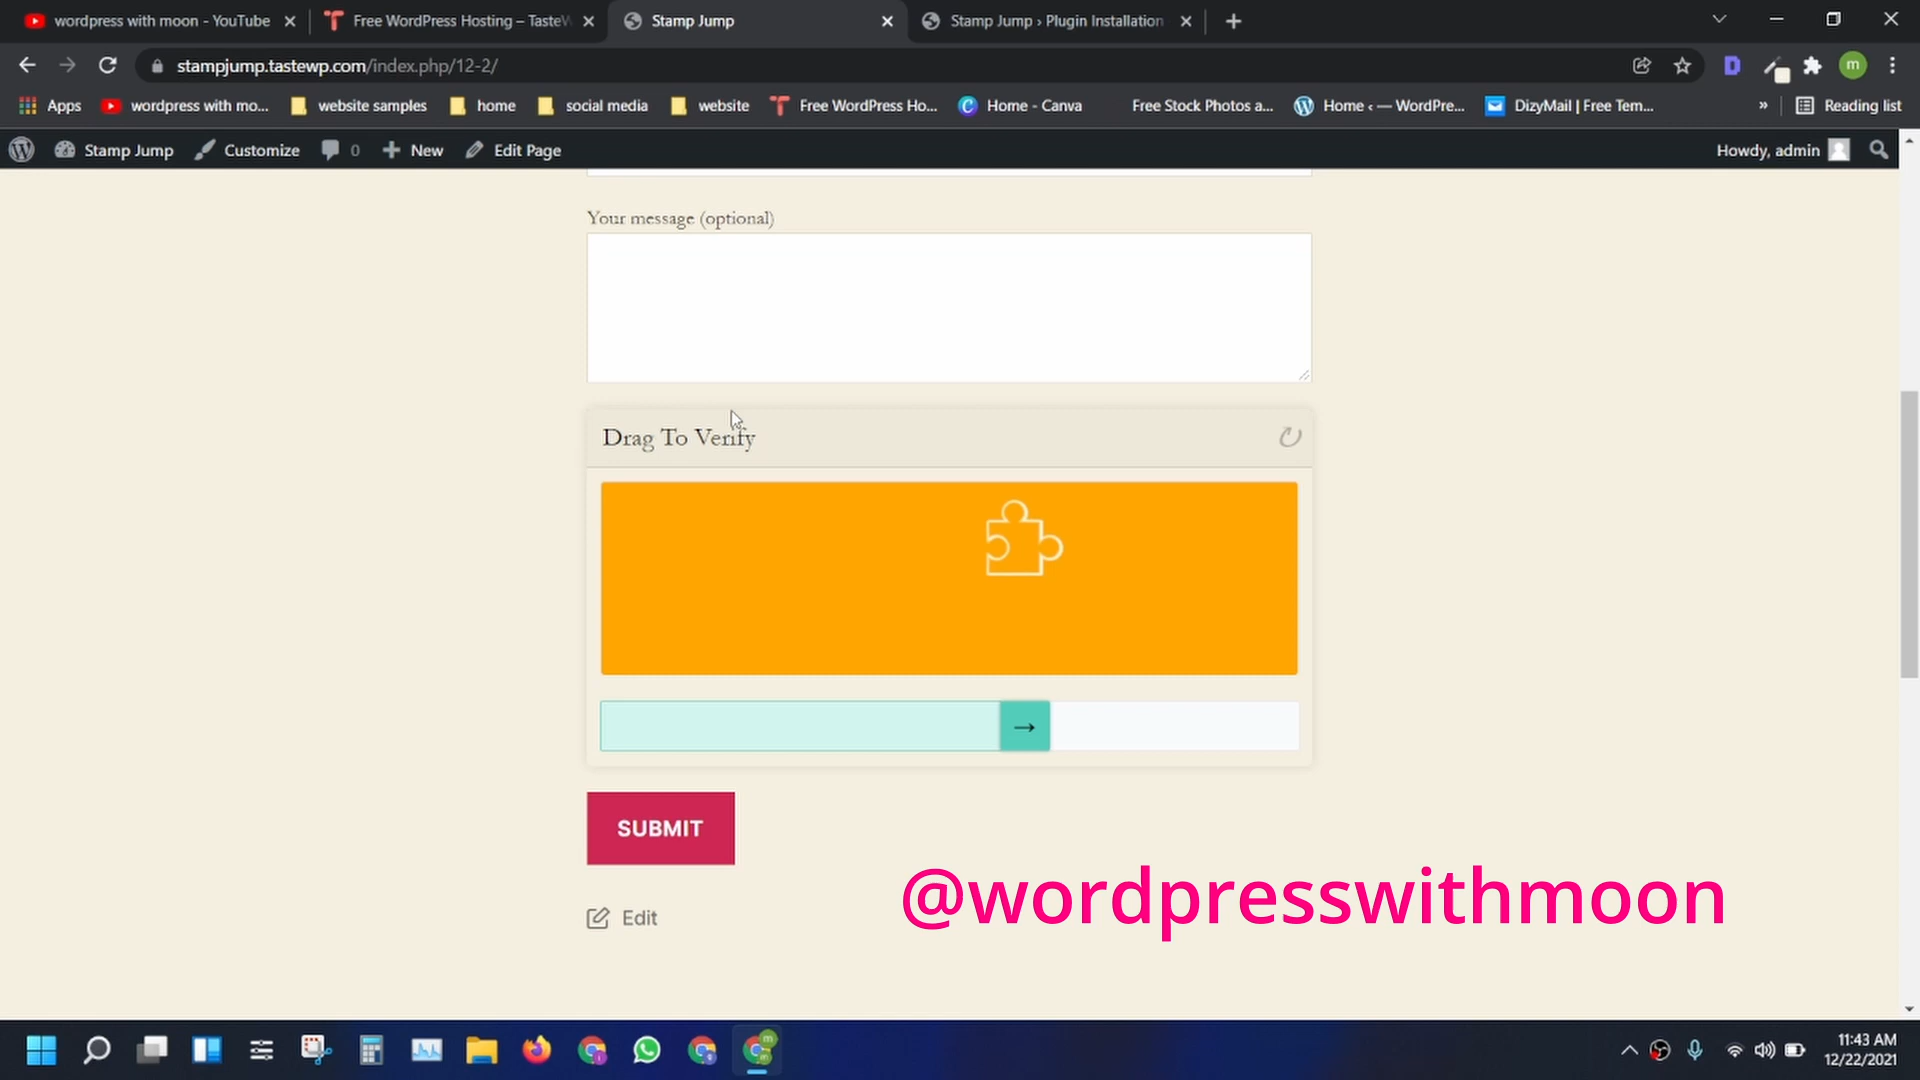 wordpress with moon - YouTube
Free WordPress Hosting – TasteW
Stamp Jump
Stamp Jump › Plugin Installation
stampjump.tastewp.com/index.php/12-2/
m
Apps
wordpress with mo...
website samples
home
social media
website
Free WordPress Ho...
Home - Canva
Free Stock Photos a...
Home ‹ — WordPre...
DizyMail | Free Tem...
»
Reading list
Stamp Jump
Customize
0
New
Edit Page
Howdy, admin
Your message (optional)
Drag To Verify
→
SUBMIT
@wordpresswithmoon
Edit
11:43 AM
12/22/2021